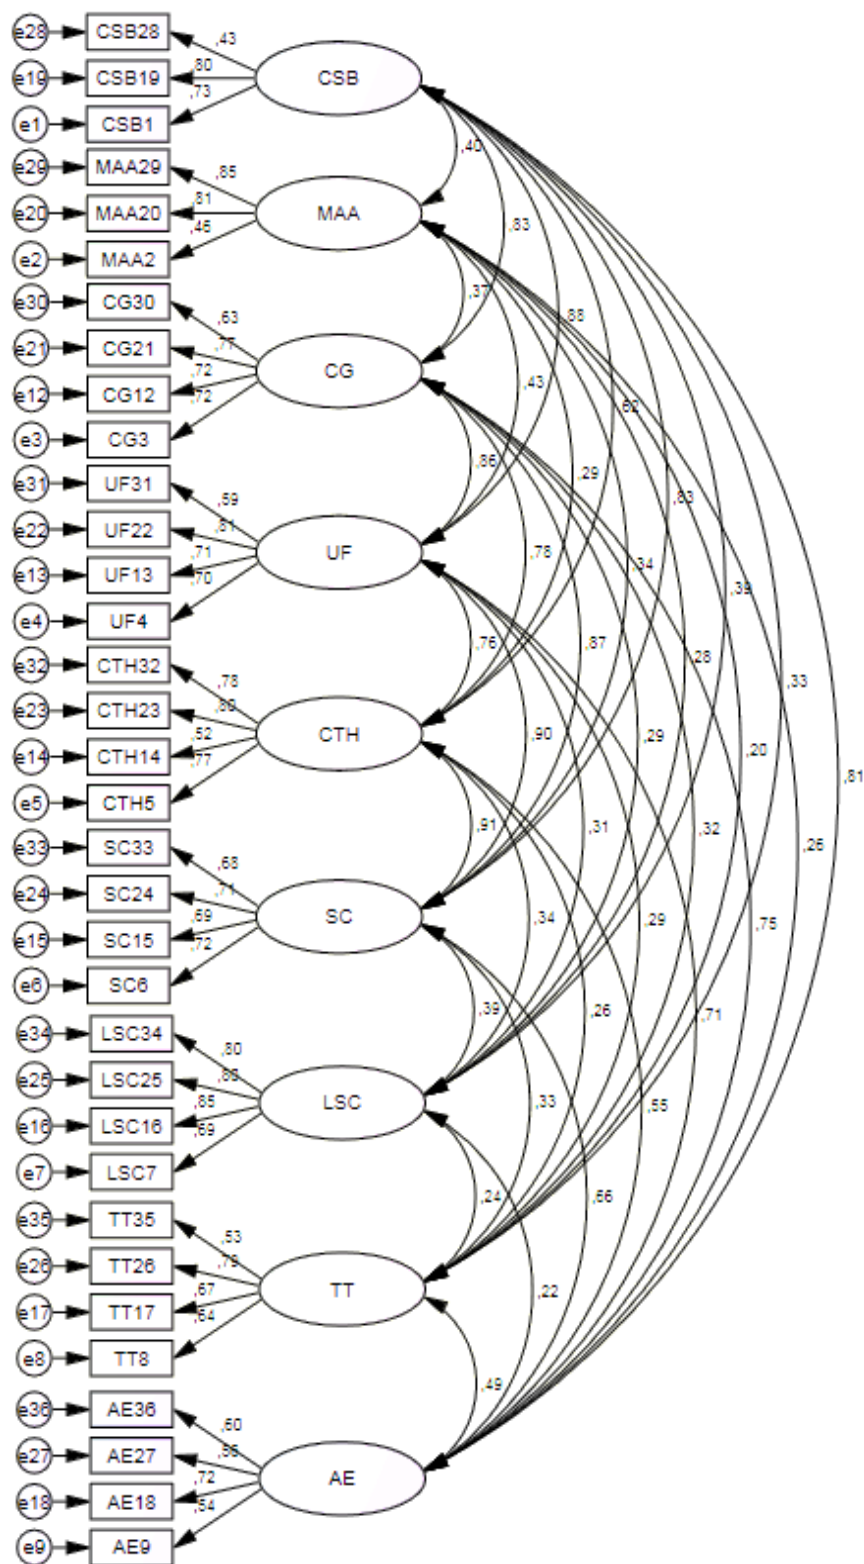 e28 CSB28 ,43
e19 CSB19 ,80 CSB
e1 CSB1 ,73
,40
e29 MAA29 ,85
e20 MAA20 ,81 MAA
e2 MAA2 ,46
,83
,37
e30 CG30 ,63
,88
e21 CG21 ,77
e12 CG12 ,72 CG
,43
e3 CG3 ,72
,62
,86
,29
e31 UF31 ,59
,83
e22 UF22 ,81
e13 UF13 ,71 UF
,78
,34
e4 UF4 ,70
,39
,76
,87
,28
,33
e32 CTH32 ,78
e23 CTH23 ,80
e14 CTH14 ,52 CTH
,90
,29
,20
e5 CTH5 ,77
,26
,81
,91
,31
,32
e33 SC33 ,68
e24 SC24 ,71
e15 SC15 ,69 SC
,34
,29
,75
e6 SC6 ,72
,39
,26
,71
e34 LSC34 ,80
,33
,55
e25 LSC25
e16 LSC16 ,85 LSC
e7 LSC7 ,69
,24
,66
e35 TT35 ,53
e26 TT26 ,79
e17 TT17 ,67 TT
,22
e8 TT8 ,64
,49
e36 AE36 ,60
e27 AE27
e18 AE18 ,72 AE
e9 AE9 ,54